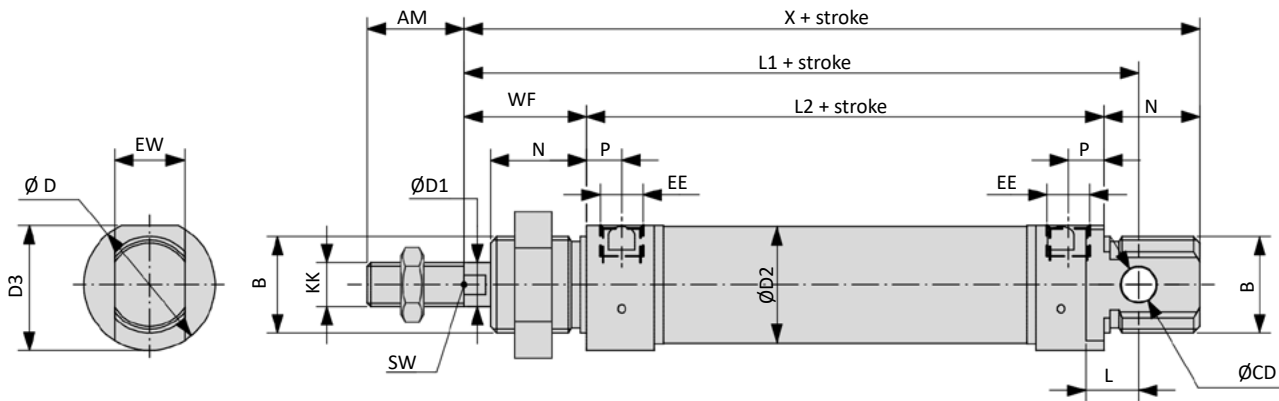 AM
X + stroke
L1 + stroke
WF
L2 + stroke
N
EW
N
P
P
Ø D
ØD1
EE
EE
D3
B
KK
ØD2
B
SW
L
ØCD